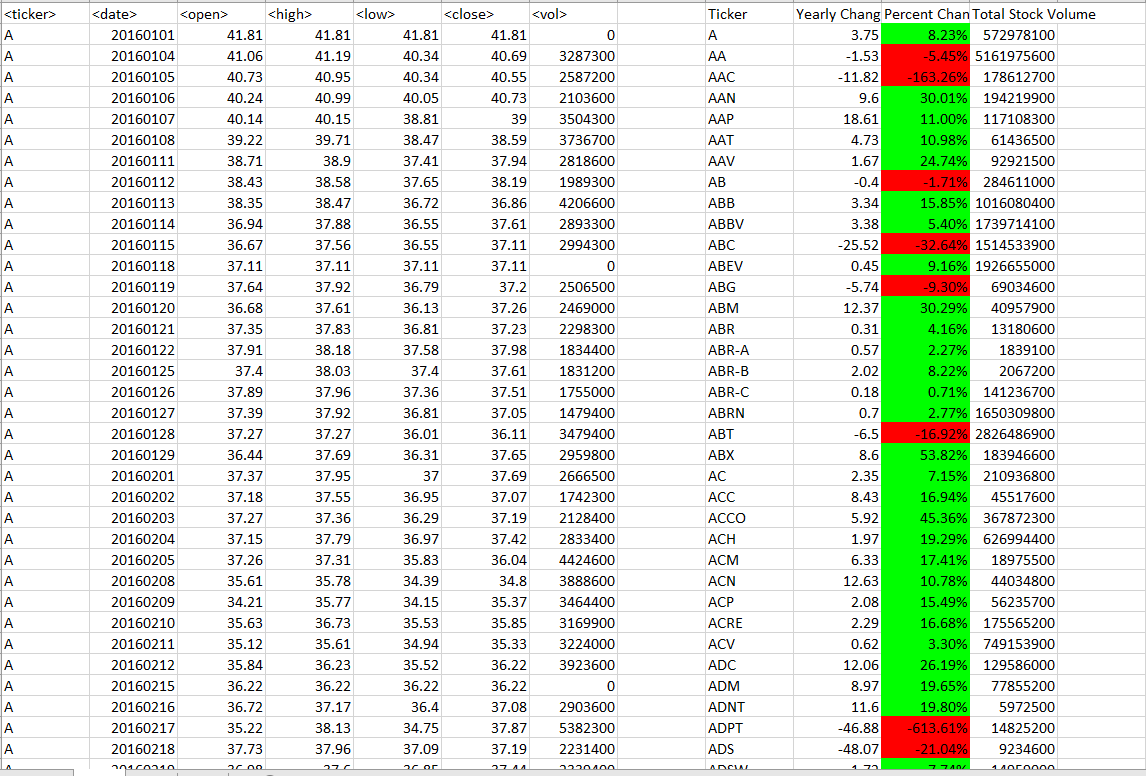 <ticker> <date> <open> <high> <low> <close> <vol> Ticker Yearly Chang Percent Chan Total Stock Volume
A 20160101 41.81 41.81 41.81 41.81 0 A 3.75 8.23% 572978100
A 20160104 41.06 41.19 40.34 40.69 3287300 AA -1.53 -5.45% 5161975600
A 20160105 40.73 40.95 40.34 40.55 2587200 AAC -11.82 -163.26% 178612700
A 20160106 40.24 40.99 40.05 40.73 2103600 AAN 9.6 30.01% 194219900
A 20160107 40.14 40.15 38.81 39 3504300 AAP 18.61 11.00% 117108300
A 20160108 39.22 39.71 38.47 38.59 3736700 AAT 4.73 10.98% 61436500
A 20160111 38.71 38.9 37.41 37.94 2818600 AAV 1.67 24.74% 92921500
A 20160112 38.43 38.58 37.65 38.19 1989300 AB -0.4 -1.71% 284611000
A 20160113 38.35 38.47 36.72 36.86 4206600 ABB 3.34 15.85% 1016080400
A 20160114 36.94 37.88 36.55 37.61 2893300 ABBV 3.38 5.40% 1739714100
A 20160115 36.67 37.56 36.55 37.11 2994300 ABC -25.52 -32.64% 1514533900
A 20160118 37.11 37.11 37.11 37.11 0 ABEV 0.45 9.16% 1926655000
A 20160119 37.64 37.92 36.79 37.2 2506500 ABG -5.74 -9.30% 69034600
A 20160120 36.68 37.61 36.13 37.26 2469000 ABM 12.37 30.29% 40957900
A 20160121 37.35 37.83 36.81 37.23 2298300 ABR 0.31 4.16% 13180600
A 20160122 37.91 38.18 37.58 37.98 1834400 ABR-A 0.57 2.27% 1839100
A 20160125 37.4 38.03 37.4 37.61 1831200 ABR-B 2.02 8.22% 2067200
A 20160126 37.89 37.96 37.36 37.51 1755000 ABR-C 0.18 0.71% 141236700
A 20160127 37.39 37.92 36.81 37.05 1479400 ABRN 0.7 2.77% 1650309800
A 20160128 37.27 37.27 36.01 36.11 3479400 ABT -6.5 -16.92% 2826486900
A 20160129 36.44 37.69 36.31 37.65 2959800 ABX 8.6 53.82% 183946600
A 20160201 37.37 37.95 37 37.69 2666500 AC 2.35 7.15% 210936800
A 20160202 37.18 37.55 36.95 37.07 1742300 ACC 8.43 16.94% 45517600
A 20160203 37.27 37.36 36.29 37.19 2128400 ACCO 5.92 45.36% 367872300
A 20160204 37.15 37.79 36.97 37.42 2833400 ACH 1.97 19.29% 626994400
A 20160205 37.26 37.31 35.83 36.04 4424600 ACM 6.33 17.41% 18975500
A 20160208 35.61 35.78 34.39 34.8 3888600 ACN 12.63 10.78% 44034800
A 20160209 34.21 35.77 34.15 35.37 3464400 ACP 2.08 15.49% 56235700
A 20160210 35.63 36.73 35.53 35.85 3169900 ACRE 2.29 16.68% 175565200
A 20160211 35.12 35.61 34.94 35.33 3224000 ACV 0.62 3.30% 749153900
A 20160212 35.84 36.23 35.52 36.22 3923600 ADC 12.06 26.19% 129586000
A 20160215 36.22 36.22 36.22 36.22 0 ADM 8.97 19.65% 77855200
A 20160216 36.72 37.17 36.4 37.08 2903600 ADNT 11.6 19.80% 5972500
A 20160217 35.22 38.13 34.75 37.87 5382300 ADPT -46.88 -613.61% 14825200
A 20160218 37.73 37.96 37.09 37.19 2231400 ADS -48.07 -21.04% 9234600